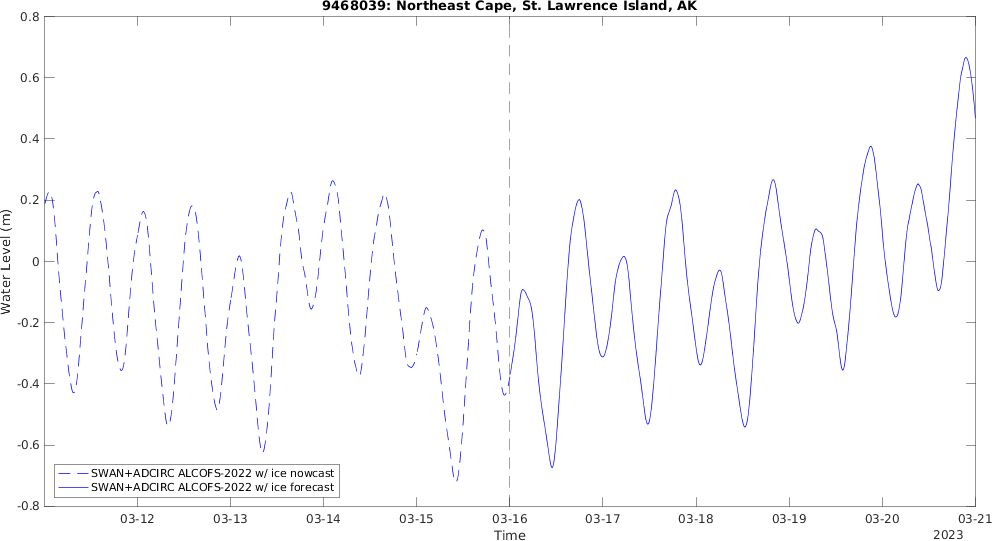 9468039: Northeast Cape, St. Lawrence Island, AK
0.8
0.6
0.4
0.2
0
-0.2
-0.4
-0.6
-0.8
Water Level (m)
SWAN+ADCIRC ALCOFS-2022 w/ ice nowcast
SWAN+ADCIRC ALCOFS-2022 w/ ice forecast
03-12 03-13 03-14 03-15 03-16 03-17 03-18 03-19 03-20 03-21
Time
2023